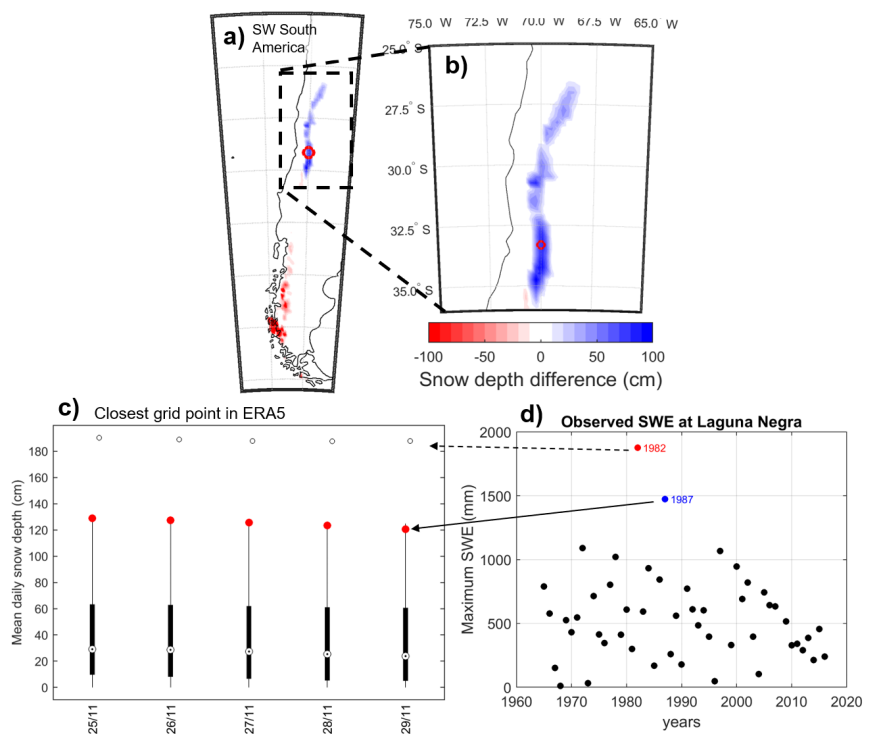 75.0° W 72.5° W 70.0° W 67.5° W 65.0° W
a) SW South
America
b)
25.0° S
27.5° S
30.0° S
32.5° S
35.0° S
-100 -50 0 50 100
Snow depth difference (cm)
c) Closest grid point in ERA5
Mean daily snow depth (cm)
180
160
140
120
100
80
60
40
20
0
25/11 26/11 27/11 28/11 29/11
d) Observed SWE at Laguna Negra
Maximum SWE (mm)
2000
1500
1000
500
0
1982
1987
1960 1970 1980 1990 2000 2010 2020
years